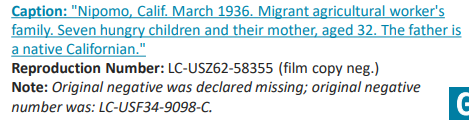 Caption: "Nipomo, Calif. March 1936. Migrant agricultural worker's
family. Seven hungry children and their mother, aged 32. The father is
a native Californian."
Reproduction Number: LC-USZ62-58355 (film copy neg.)
Note: Original negative was declared missing; original negative
number was: LC-USF34-9098-C.